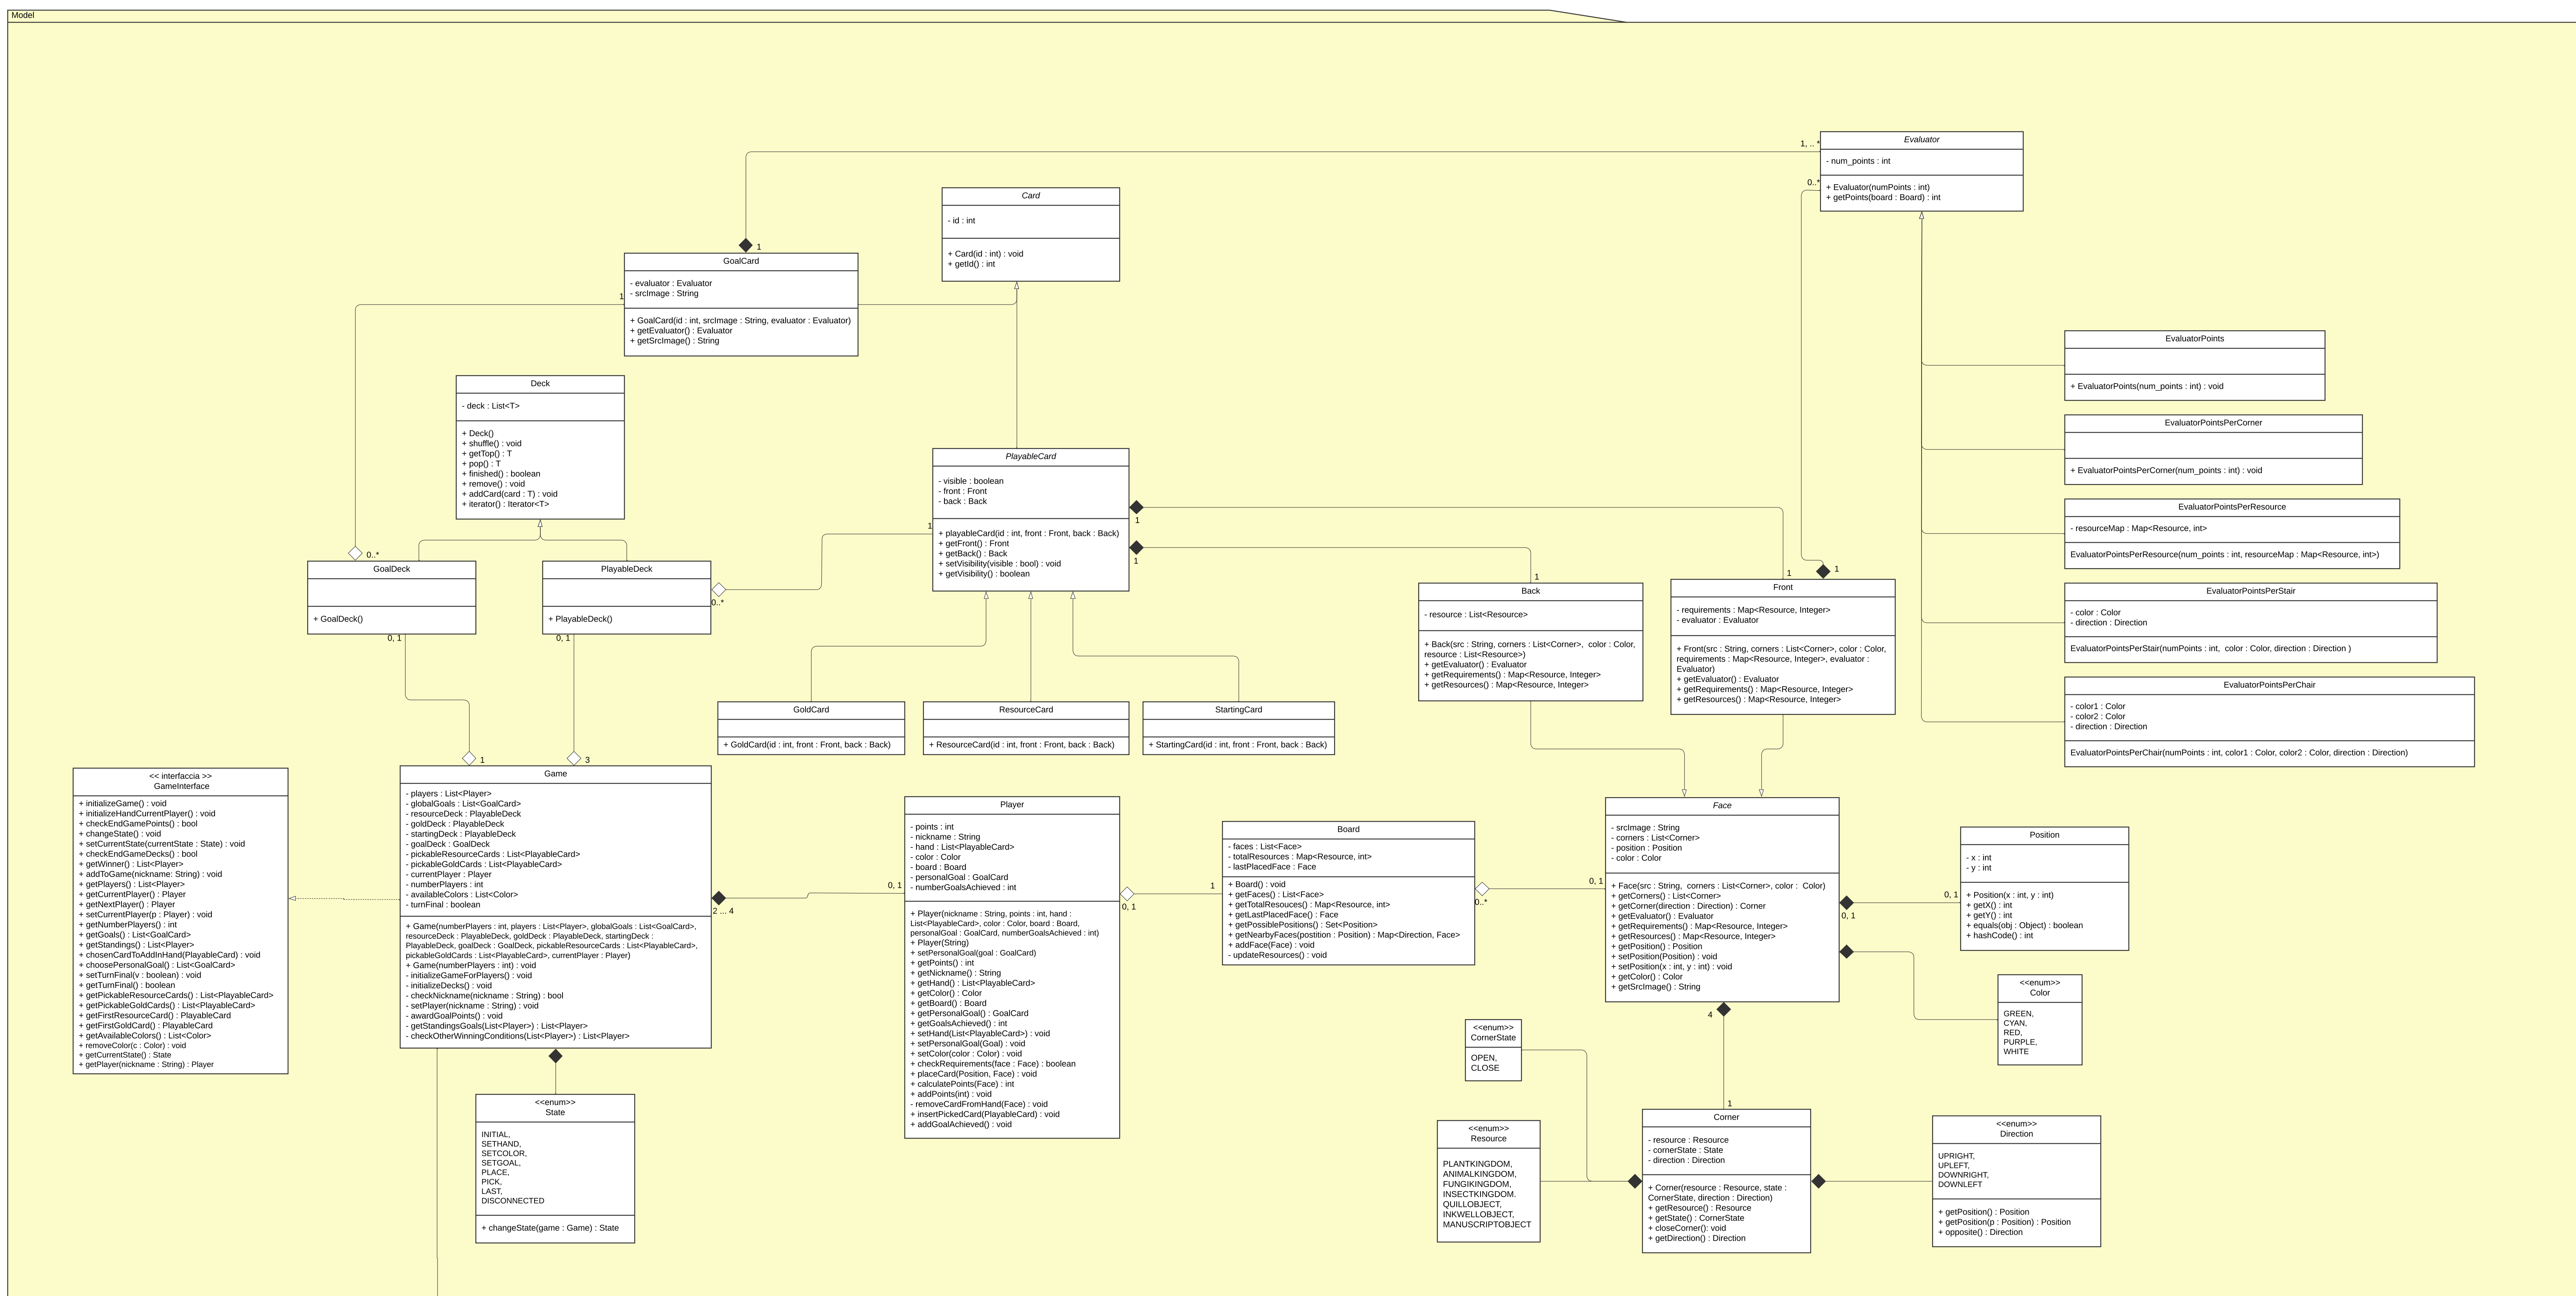 Model
Evaluator
- num_points : int
+ Evaluator(numPoints : int)
+ getPoints(board : Board) : int
1, .. *
0..*
Card
- id : int
+ Card(id : int) : void
+ getId() : int
1
GoalCard
- evaluator : Evaluator
- srcImage : String
+ GoalCard(id : int, srcImage : String, evaluator : Evaluator)
+ getEvaluator() : Evaluator
+ getSrcImage() : String
1
Deck
- deck : List<T>
+ Deck()
+ shuffle() : void
+ getTop() : T
+ pop() : T
+ finished() : boolean
+ remove() : void
+ addCard(card : T) : void
+ iterator() : Iterator<T>
EvaluatorPoints
+ EvaluatorPoints(num_points : int) : void
EvaluatorPointsPerCorner
+ EvaluatorPointsPerCorner(num_points : int) : void
EvaluatorPointsPerResource
- resourceMap : Map<Resource, int>
EvaluatorPointsPerResource(num_points : int, resourceMap : Map<Resource, int>)
EvaluatorPointsPerStair
- color : Color
- direction : Direction
EvaluatorPointsPerStair(numPoints : int, color : Color, direction : Direction )
EvaluatorPointsPerChair
- color1 : Color
- color2 : Color
- direction : Direction
EvaluatorPointsPerChair(numPoints : int, color1 : Color, color2 : Color, direction : Direction)
PlayableCard
- visible : boolean
- front : Front
- back : Back
+ playableCard(id : int, front : Front, back : Back)
+ getFront() : Front
+ getBack() : Back
+ setVisibility(visible : bool) : void
+ getVisibility() : boolean
1
1
1
0..*
GoalDeck
+ GoalDeck()
0, 1
PlayableDeck
+ PlayableDeck()
0, 1
0..*
1
Back
- resource : List<Resource>
+ Back(src : String, corners : List<Corner>, color : Color,
resource : List<Resource>)
+ getEvaluator() : Evaluator
+ getRequirements() : Map<Resource, Integer>
+ getResources() : Map<Resource, Integer>
1
1
Front
- requirements : Map<Resource, Integer>
- evaluator : Evaluator
+ Front(src : String, corners : List<Corner>, color : Color,
requirements : Map<Resource, Integer>, evaluator :
Evaluator)
+ getEvaluator() : Evaluator
+ getRequirements() : Map<Resource, Integer>
+ getResources() : Map<Resource, Integer>
GoldCard
+ GoldCard(id : int, front : Front, back : Back)
ResourceCard
+ ResourceCard(id : int, front : Front, back : Back)
StartingCard
+ StartingCard(id : int, front : Front, back : Back)
<< interfaccia >>
GameInterface
+ initializeGame() : void
+ initializeHandCurrentPlayer() : void
+ checkEndGamePoints() : bool
+ changeState() : void
+ setCurrentState(currentState : State) : void
+ checkEndGameDecks() : bool
+ getWinner() : List<Player>
+ addToGame(nickname: String) : void
+ getPlayers() : List<Player>
+ getCurrentPlayer() : Player
+ getNextPlayer() : Player
+ setCurrentPlayer(p : Player) : void
+ getNumberPlayers() : int
+ getGoals() : List<GoalCard>
+ getStandings() : List<Player>
+ chosenCardToAddInHand(PlayableCard) : void
+ choosePersonalGoal() : List<GoalCard>
+ setTurnFinal(v : boolean) : void
+ getTurnFinal() : boolean
+ getPickableResourceCards() : List<PlayableCard>
+ getPickableGoldCards() : List<PlayableCard>
+ getFirstResourceCard() : PlayableCard
+ getFirstGoldCard() : PlayableCard
+ getAvailableColors() : List<Color>
+ removeColor(c : Color) : void
+ getCurrentState() : State
+ getPlayer(nickname : String) : Player
1
3
Game
- players : List<Player>
- globalGoals : List<GoalCard>
- resourceDeck : PlayableDeck
- goldDeck : PlayableDeck
- startingDeck : PlayableDeck
- goalDeck : GoalDeck
- pickableResourceCards : List<PlayableCard>
- pickableGoldCards : List<PlayableCard>
- currentPlayer : Player
- numberPlayers : int
- availableColors : List<Color>
- turnFinal : boolean
+ Game(numberPlayers : int, players : List<Player>, globalGoals : List<GoalCard>,
resourceDeck : PlayableDeck, goldDeck : PlayableDeck, startingDeck :
PlayableDeck, goalDeck : GoalDeck, pickableResourceCards : List<PlayableCard>,
pickableGoldCards : List<PlayableCard>, currentPlayer : Player)
+ Game(numberPlayers : int) : void
- initializeGameForPlayers() : void
- initializeDecks() : void
- checkNickname(nickname : String) : bool
- setPlayer(nickname : String) : void
- awardGoalPoints() : void
- getStandingsGoals(List<Player>) : List<Player>
- checkOtherWinningConditions(List<Player>) : List<Player>
2 ... 4
0, 1
Player
- points : int
- nickname : String
- hand : List<PlayableCard>
- color : Color
- board : Board
- personalGoal : GoalCard
- numberGoalsAchieved : int
+ Player(nickname : String, points : int, hand :
List<PlayableCard>, color : Color, board : Board,
personalGoal : GoalCard, numberGoalsAchieved : int)
+ Player(String)
+ setPersonalGoal(goal : GoalCard)
+ getPoints() : int
+ getNickname() : String
+ getHand() : List<PlayableCard>
+ getColor() : Color
+ getBoard() : Board
+ getPersonalGoal() : GoalCard
+ getGoalsAchieved() : int
+ setHand(List<PlayableCard>) : void
+ setPersonalGoal(Goal) : void
+ setColor(color : Color) : void
+ checkRequirements(face : Face) : boolean
+ placeCard(Position, Face) : void
+ calculatePoints(Face) : int
+ addPoints(int) : void
- removeCardFromHand(Face) : void
+ insertPickedCard(PlayableCard) : void
+ addGoalAchieved() : void
0, 1
1
Board
- faces : List<Face>
- totalResources : Map<Resource, int>
- lastPlacedFace : Face
+ Board() : void
+ getFaces() : List<Face>
+ getTotalResouces() : Map<Resource, int>
+ getLastPlacedFace() : Face
+ getPossiblePositions() : Set<Position>
+ getNearbyFaces(postition : Position) : Map<Direction, Face>
+ addFace(Face) : void
- updateResources() : void
0..*
0, 1
Face
- srcImage : String
- corners : List<Corner>
- position : Position
- color : Color
+ Face(src : String, corners : List<Corner>, color : Color)
+ getCorners() : List<Corner>
+ getCorner(direction : Direction) : Corner
+ getEvaluator() : Evaluator
+ getRequirements() : Map<Resource, Integer>
+ getResources() : Map<Resource, Integer>
+ getPosition() : Position
+ setPosition(Position) : void
+ setPosition(x : int, y : int) : void
+ getColor() : Color
+ getSrcImage() : String
0, 1
0, 1
Position
- x : int
- y : int
+ Position(x : int, y : int)
+ getX() : int
+ getY() : int
+ equals(obj : Object) : boolean
+ hashCode() : int
<<enum>>
Color
GREEN,
CYAN,
RED,
PURPLE,
WHITE
4
1
<<enum>>
CornerState
OPEN,
CLOSE
<<enum>>
State
INITIAL,
SETHAND,
SETCOLOR,
SETGOAL,
PLACE,
PICK,
LAST,
DISCONNECTED
+ changeState(game : Game) : State
<<enum>>
Resource
PLANTKINGDOM,
ANIMALKINGDOM,
FUNGIKINGDOM,
INSECTKINGDOM.
QUILLOBJECT,
INKWELLOBJECT,
MANUSCRIPTOBJECT
Corner
- resource : Resource
- cornerState : State
- direction : Direction
+ Corner(resource : Resource, state :
CornerState, direction : Direction)
+ getResource() : Resource
+ getState() : CornerState
+ closeCorner(): void
+ getDirection() : Direction
<<enum>>
Direction
UPRIGHT,
UPLEFT,
DOWNRIGHT,
DOWNLEFT
+ getPosition() : Position
+ getPosition(p : Position) : Position
+ opposite() : Direction